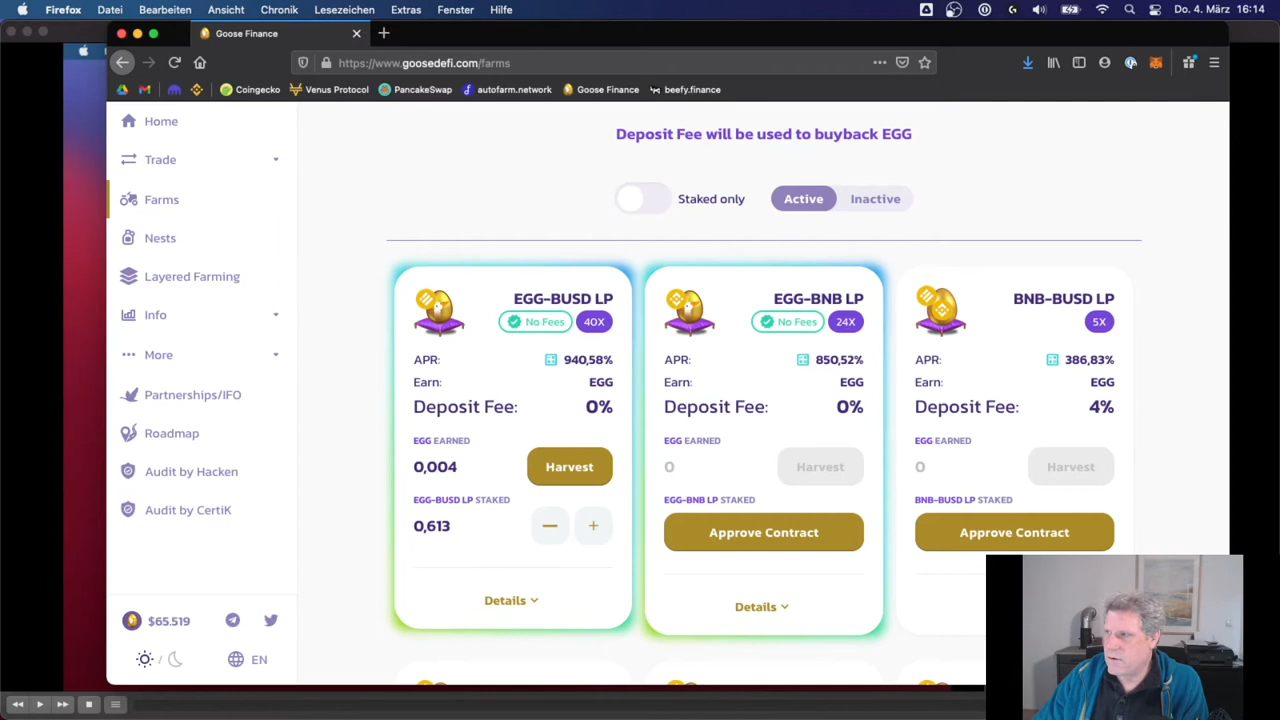 Firefox Datei Bearbeiten Ansicht Chronik Lesezeichen Extras Fenster Hilfe Do. 4. März 16:14
Goose Finance
https://www.goosedefi.com/farms
Coingecko Venus Protocol PancakeSwap autofarm.network Goose Finance beefy.finance
Home
Trade
Farms
Nests
Layered Farming
Info
More
Partnerships/IFO
Roadmap
Audit by Hacken
Audit by CertiK
$65.519
EN
Deposit Fee will be used to buyback EGG
Staked only Active Inactive
EGG-BUSD LP
No Fees 40X
APR: 940,58%
Earn: EGG
Deposit Fee: 0%
EGG EARNED
0,004 Harvest
EGG-BUSD LP STAKED
0,613 − +
Details
EGG-BNB LP
No Fees 24X
APR: 850,52%
Earn: EGG
Deposit Fee: 0%
EGG EARNED
0 Harvest
EGG-BNB LP STAKED
Approve Contract
Details
BNB-BUSD LP
5X
APR: 386,83%
Earn: EGG
Deposit Fee: 4%
EGG EARNED
0 Harvest
BNB-BUSD LP STAKED
Approve Contract